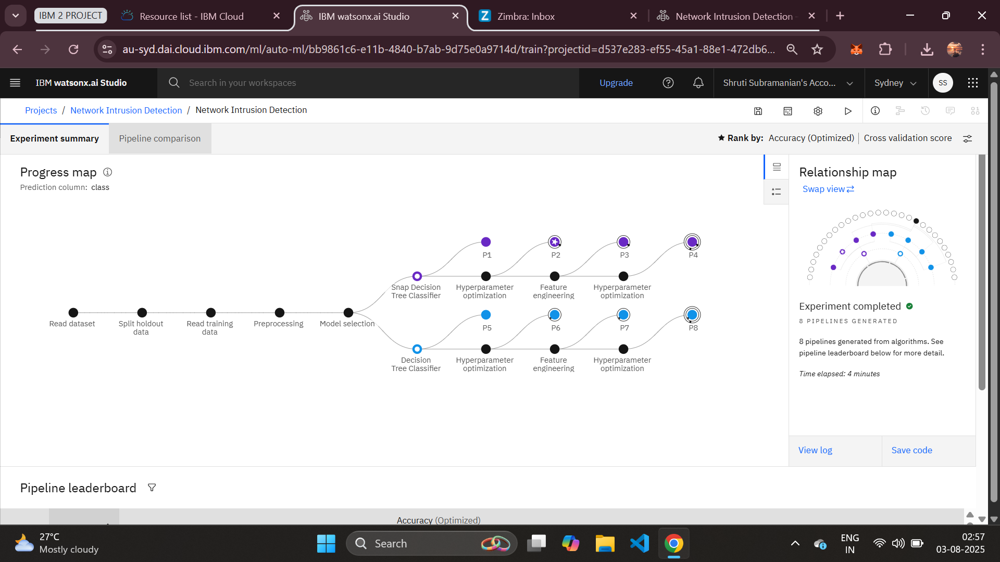 IBM 2 PROJECT
Resource list - IBM Cloud
IBM watsonx.ai Studio
Zimbra: Inbox
Network Intrusion Detection -
au-syd.dai.cloud.ibm.com/ml/auto-ml/bb9861c6-e11b-4840-b7ab-9d75e0a9714d/train?projectid=d537e283-ef55-45a1-88e1-472db6...
IBM watsonx.ai Studio
Search in your workspaces
Upgrade
Shruti Subramanian's Acco...
Sydney
SS
Projects / Network Intrusion Detection / Network Intrusion Detection
Experiment summary
Pipeline comparison
Rank by: Accuracy (Optimized) | Cross validation score
Progress map
Prediction column: class
P1
P2
P3
P4
Snap Decision
Tree Classifier
Hyperparameter
optimization
Feature
engineering
Hyperparameter
optimization
Read dataset
Split holdout
data
Read training
data
Preprocessing
Model selection
P5
P6
P7
P8
Decision
Tree Classifier
Hyperparameter
optimization
Feature
engineering
Hyperparameter
optimization
Relationship map
Swap view
Experiment completed
8 PIPELINES GENERATED
8 pipelines generated from algorithms. See
pipeline leaderboard below for more detail.
Time elapsed: 4 minutes
View log
Save code
Pipeline leaderboard
Accuracy (Optimized)
27°C
Mostly cloudy
Search
ENG
IN
02:57
03-08-2025